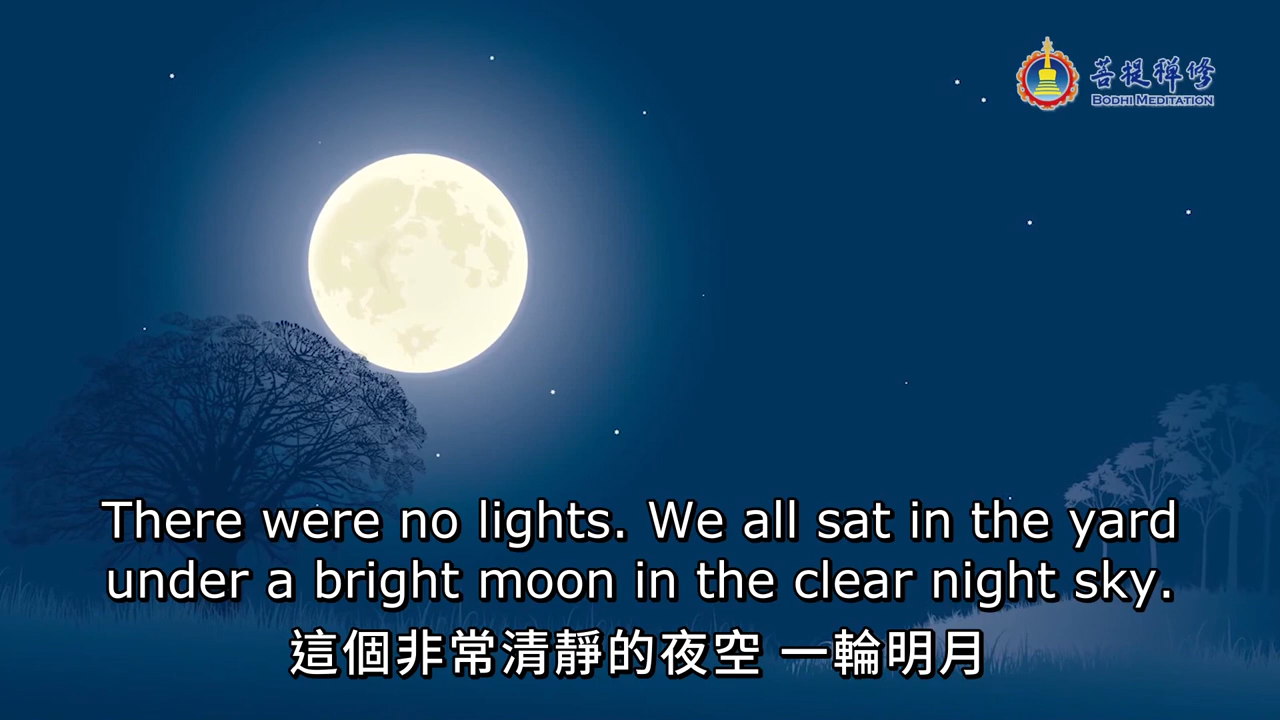 菩提禪修
BODHI MEDITATION
There were no lights. We all sat in the yard
under a bright moon in the clear night sky.
這個非常清靜的夜空 一輪明月